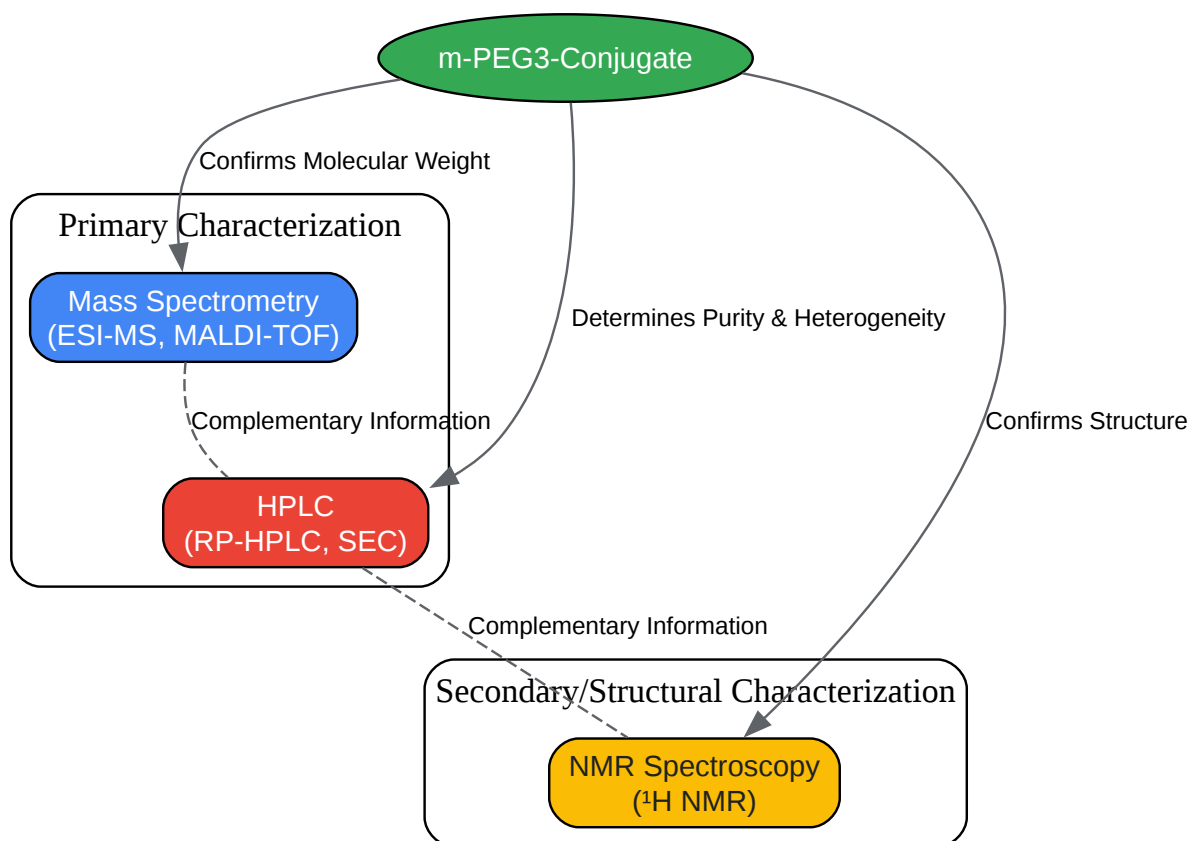 m-PEG3-Conjugate
Confirms Molecular Weight
Primary Characterization
Mass Spectrometry
(ESI-MS, MALDI-TOF)
Determines Purity & Heterogeneity
Complementary Information
Confirms Structure
HPLC
(RP-HPLC, SEC)
Complementary Information
Secondary/Structural Characterization
NMR Spectroscopy
(¹H NMR)